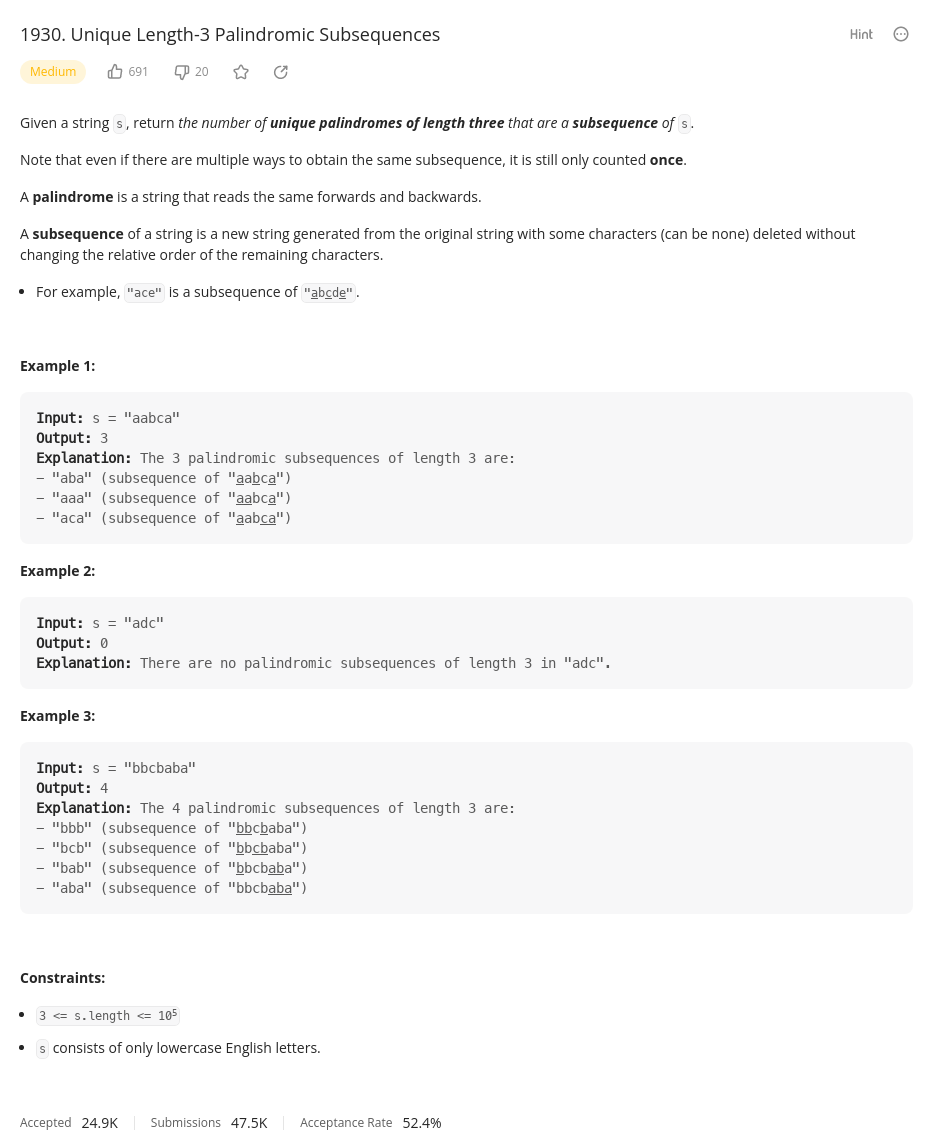 1930. Unique Length-3 Palindromic Subsequences
Hint
Medium 691 20
Given a string s, return the number of unique palindromes of length three that are a subsequence of s.
Note that even if there are multiple ways to obtain the same subsequence, it is still only counted once.
A palindrome is a string that reads the same forwards and backwards.
A subsequence of a string is a new string generated from the original string with some characters (can be none) deleted without
changing the relative order of the remaining characters.
• For example, "ace" is a subsequence of "abcde".
Example 1:
Input: s = "aabca"
Output: 3
Explanation: The 3 palindromic subsequences of length 3 are:
- "aba" (subsequence of "aabca")
- "aaa" (subsequence of "aabca")
- "aca" (subsequence of "aabca")
Example 2:
Input: s = "adc"
Output: 0
Explanation: There are no palindromic subsequences of length 3 in "adc".
Example 3:
Input: s = "bbcbaba"
Output: 4
Explanation: The 4 palindromic subsequences of length 3 are:
- "bbb" (subsequence of "bbcbaba")
- "bcb" (subsequence of "bbcbaba")
- "bab" (subsequence of "bbcbaba")
- "aba" (subsequence of "bbcbaba")
Constraints:
• 3 <= s.length <= 10⁵
• s consists of only lowercase English letters.
Accepted 24.9K Submissions 47.5K Acceptance Rate 52.4%